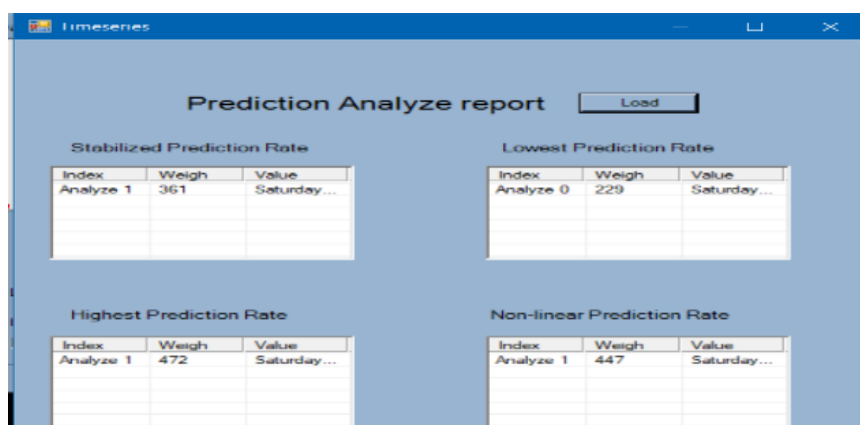 Timeseries
Prediction Analyze report Load
Stabilized Prediction Rate
Index Weigh Value
Analyze 1 361 Saturday...
Lowest Prediction Rate
Index Weigh Value
Analyze 0 229 Saturday...
Highest Prediction Rate
Index Weigh Value
Analyze 1 472 Saturday...
Non-linear Prediction Rate
Index Weigh Value
Analyze 1 447 Saturday...